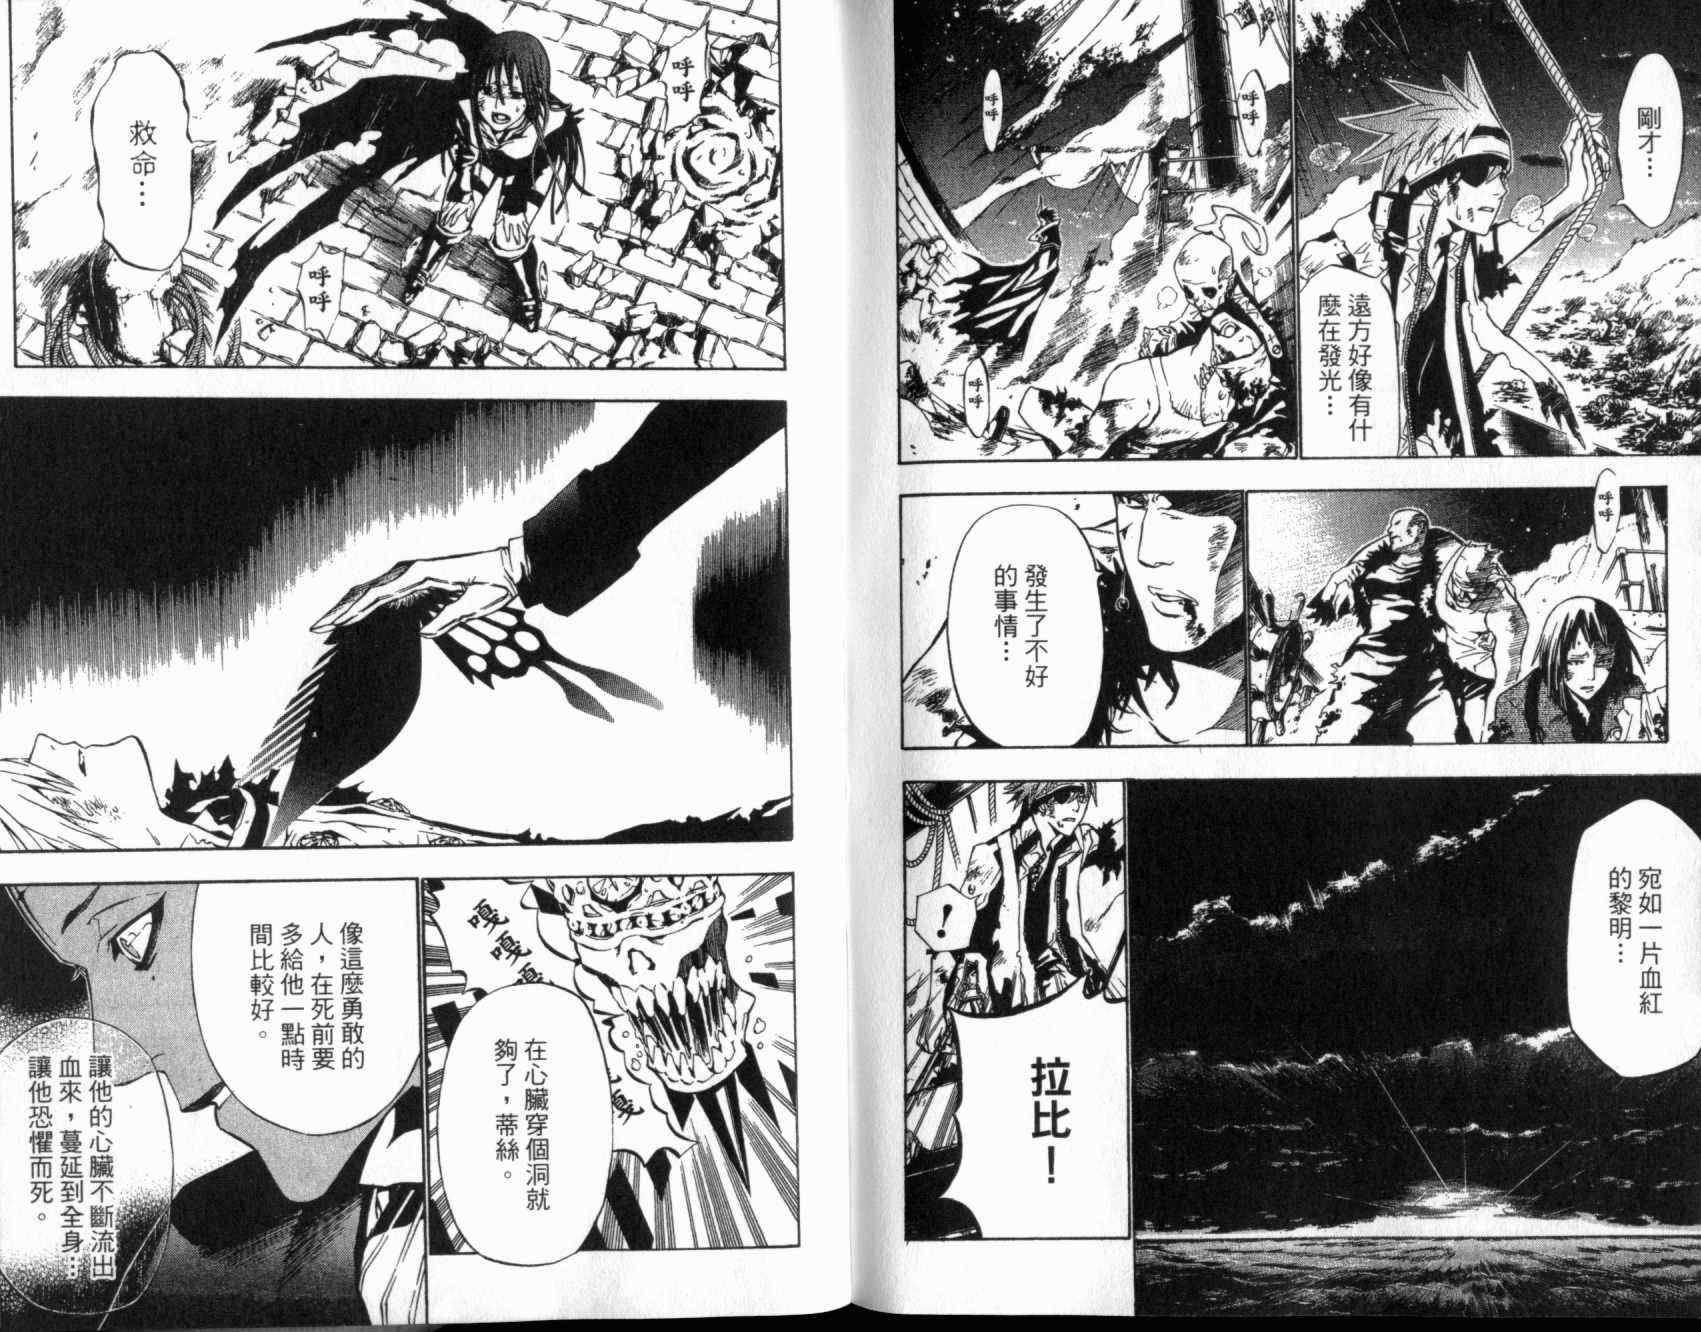 剛才…
遠方好像有什
麼在發光…
呼呼
呼呼
呼呼
呼呼
發生了不好
的事情…
宛如一片血紅
的黎明…
！
拉比！
呼呼
救命…
呼呼
嘎嘎嘎
嘎
在心臟穿個洞就
夠了，蒂絲。
像這麼勇敢的
人，在死前要
多給他一點時
間比較好。
讓他的心臟不斷流出
血來，蔓延到全身…
讓他恐懼而死。